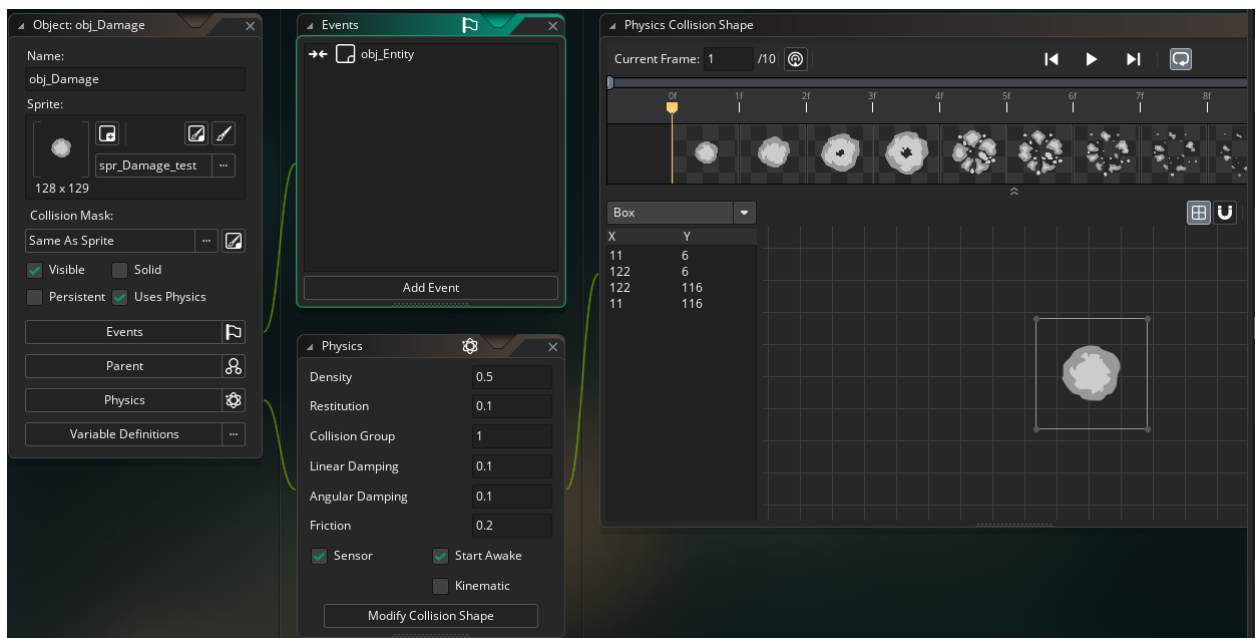 Object: obj_Damage
Name:
obj_Damage
Sprite:
spr_Damage_test
128 x 129
Collision Mask:
Same As Sprite
Visible
Solid
Persistent
Uses Physics
Events
Parent
Physics
Variable Definitions
Events
obj_Entity
Add Event
Physics
Density 0.5
Restitution 0.1
Collision Group 1
Linear Damping 0.1
Angular Damping 0.1
Friction 0.2
Sensor
Start Awake
Kinematic
Modify Collision Shape
Physics Collision Shape
Current Frame: 1 /10
0f 1f 2f 3f 4f 5f 6f 7f 8f
Box
X Y
11 6
122 6
122 116
11 116